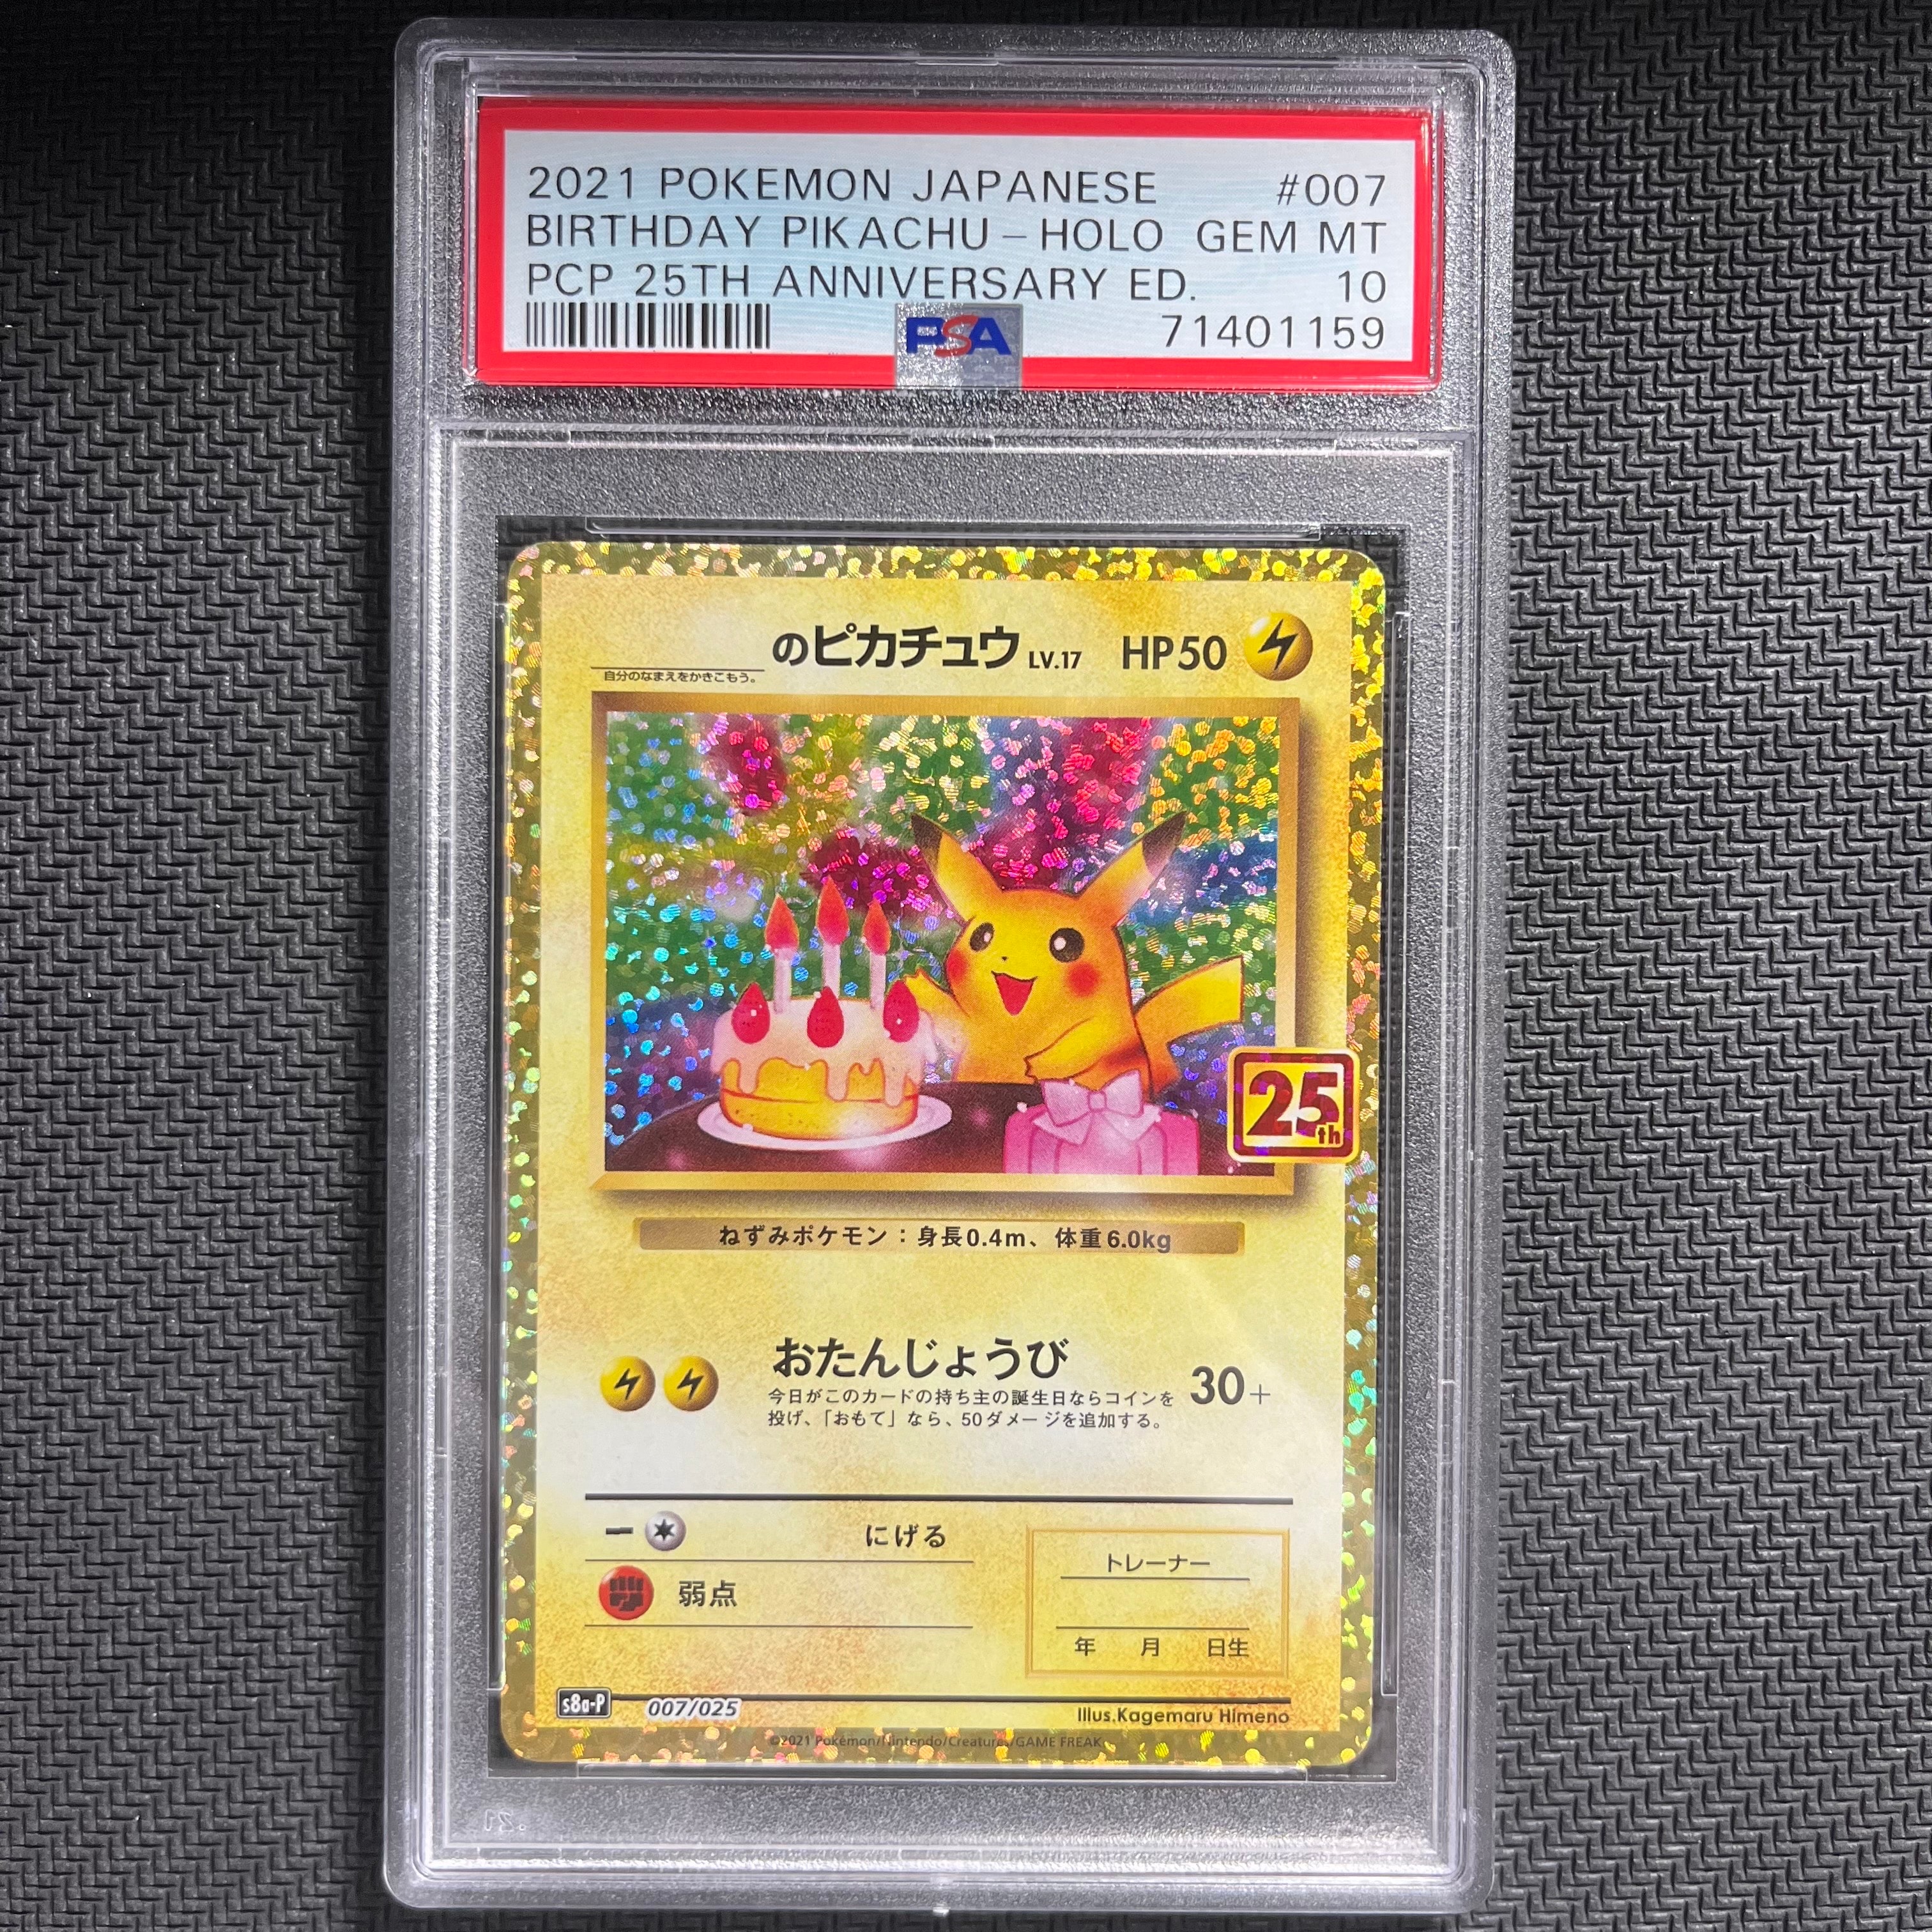 2021 POKEMON JAPANESE #007
BIRTHDAY PIKACHU-HOLO GEM MT
PCP 25TH ANNIVERSARY ED. 10
PSA 71401159
のピカチュウ LV.17 HP50
自分のなまえをかきこもう。
25th
ねずみポケモン：身長0.4m、体重6.0kg
おたんじょうび
今日がこのカードの持ち主の誕生日ならコインを 30+
投げ、「おもて」なら、50ダメージを追加する。
にげる
トレーナー
弱点
年 月 日生
s8a-P 007/025 Illus.Kagemaru Himeno
©2021 Pokémon/Nintendo/Creatures/GAME FREAK